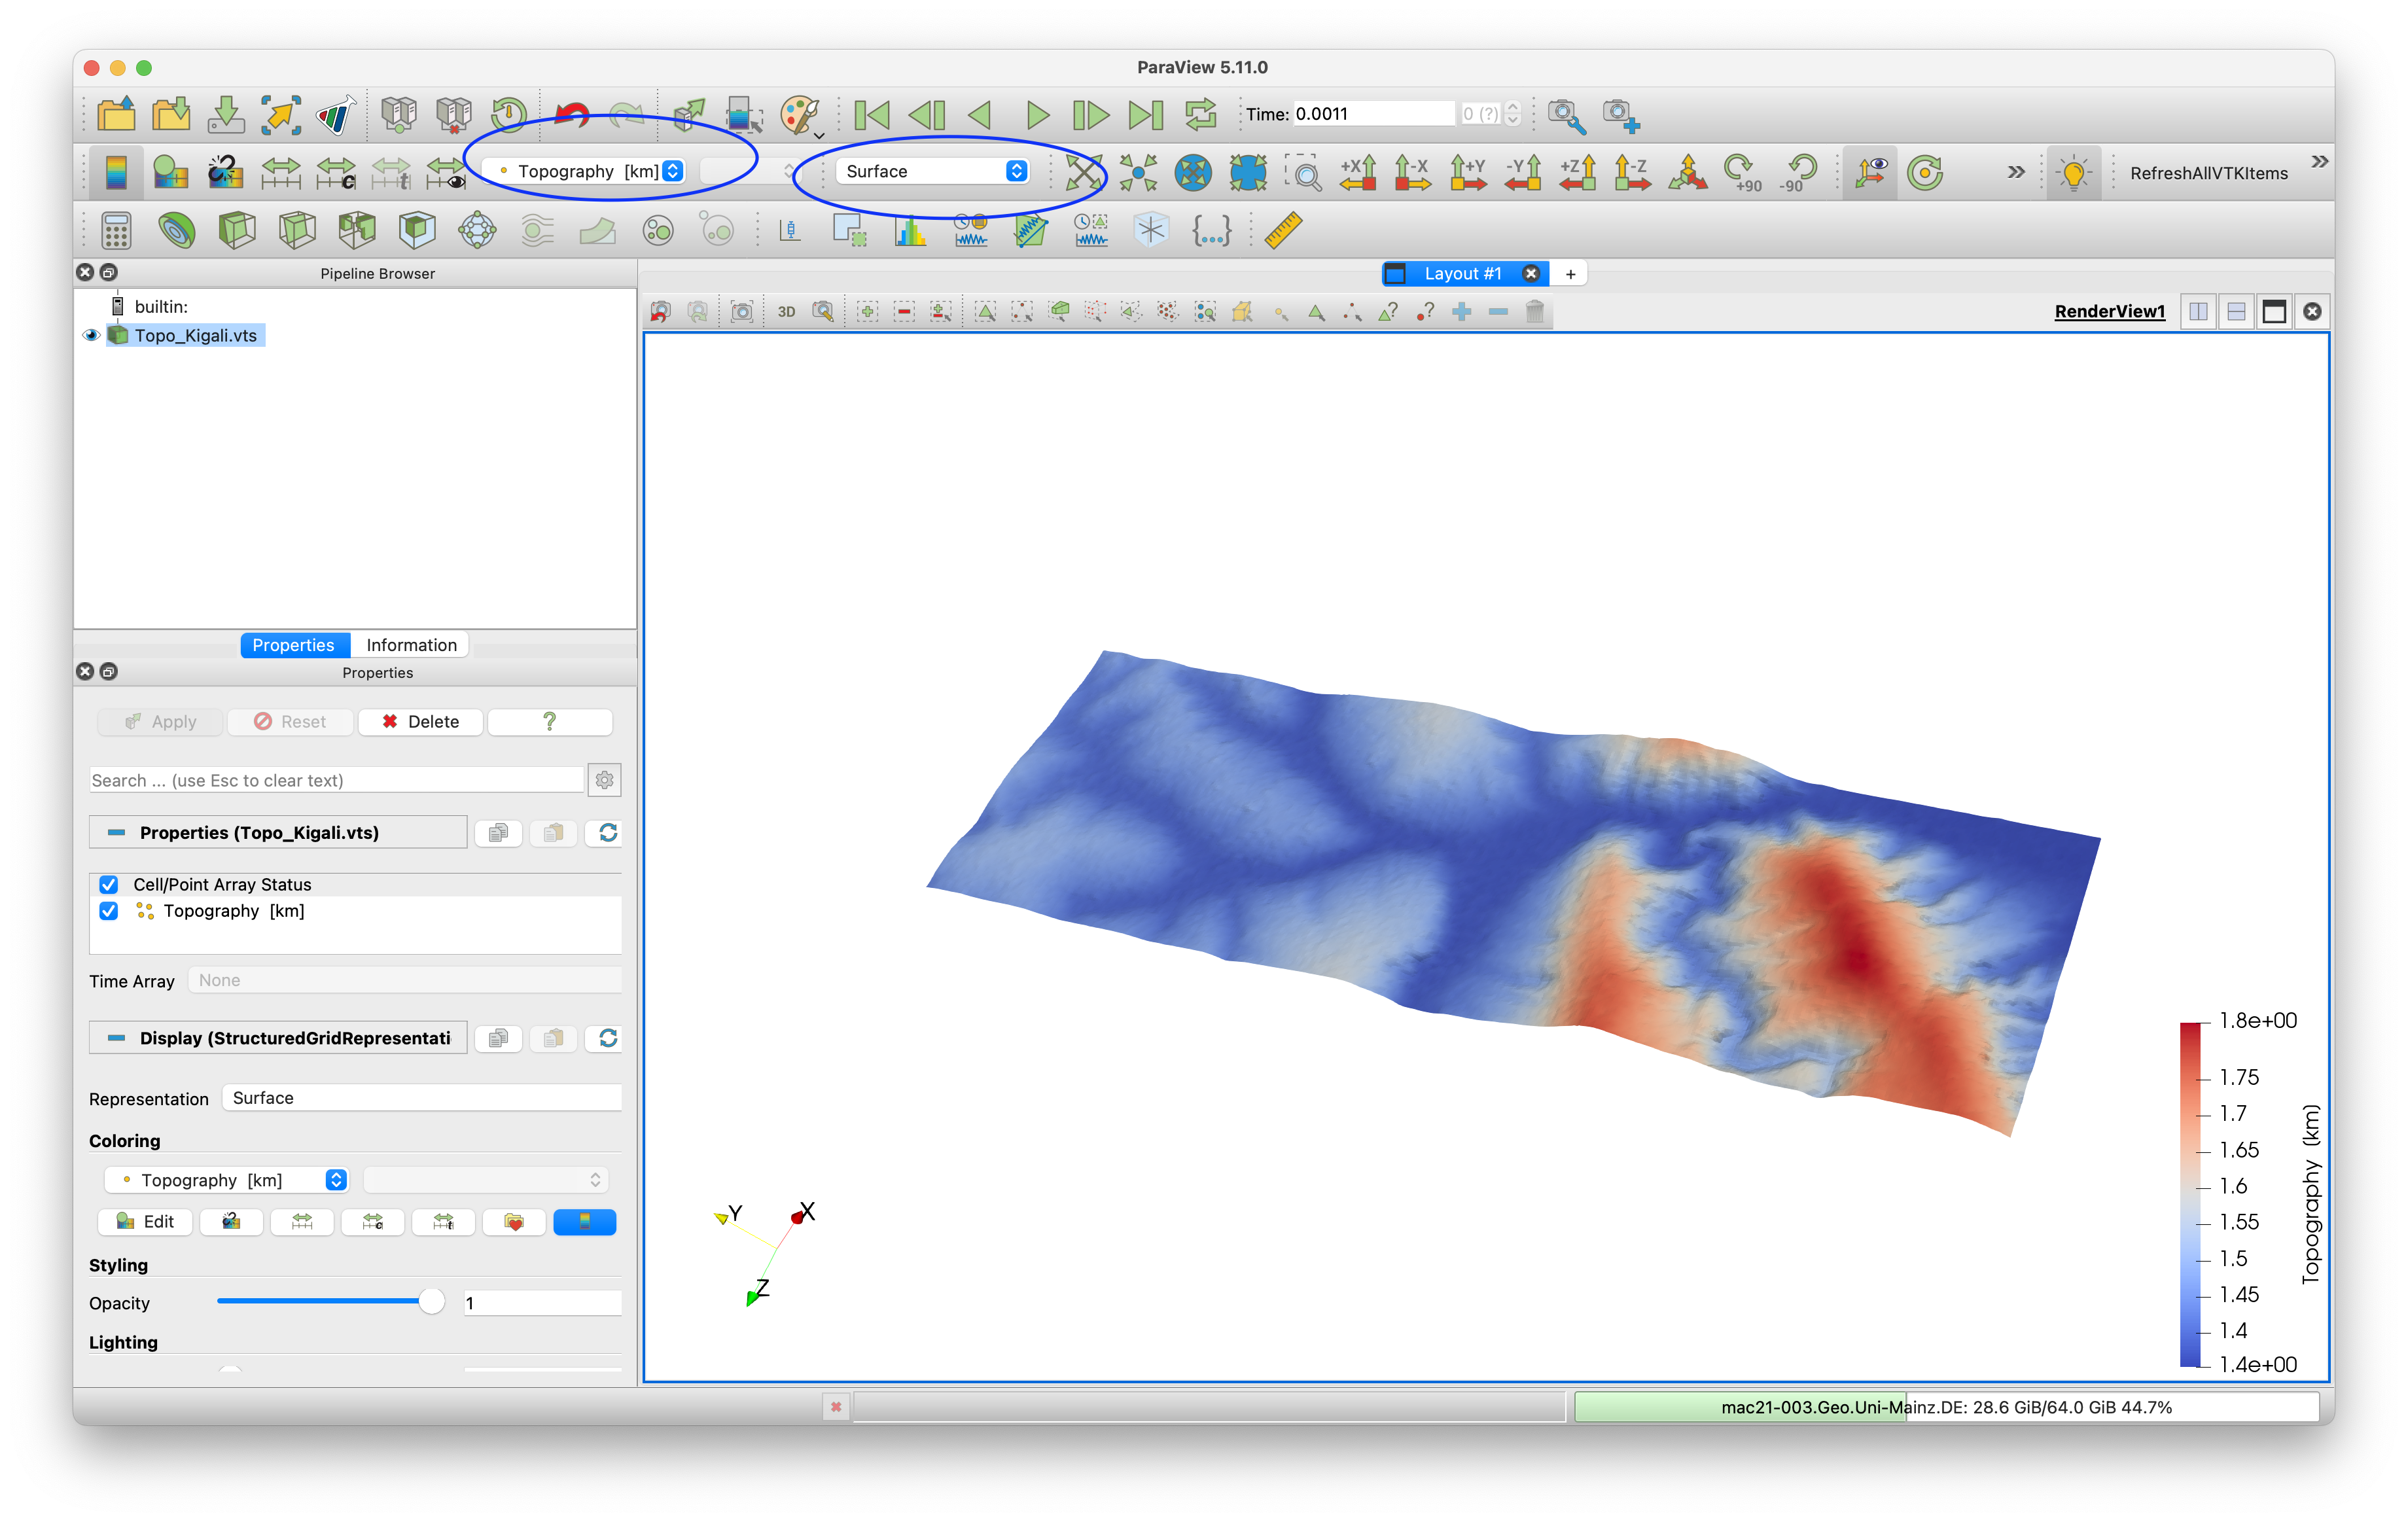 ParaView 5.11.0
Time: 0.0011 0 (?)
Topography [km] Surface +X -X +Y -Y +Z -Z +90 -90 » RefreshAllVTKItems »
Pipeline Browser
builtin:
Topo_Kigali.vts
Layout #1 +
3D RenderView1
Properties Information
Properties
Apply Reset Delete ?
Search ... (use Esc to clear text)
Properties (Topo_Kigali.vts)
Cell/Point Array Status
Topography [km]
Time Array None
Display (StructuredGridRepresentati
Representation Surface
Coloring
Topography [km]
Edit
Styling
Opacity 1
Lighting
Y X
Z
1.8e+00
1.75
1.7
1.65
1.6
1.55
1.5
1.45
1.4
1.4e+00
Topography (km)
mac21-003.Geo.Uni-Mainz.DE: 28.6 GiB/64.0 GiB 44.7%